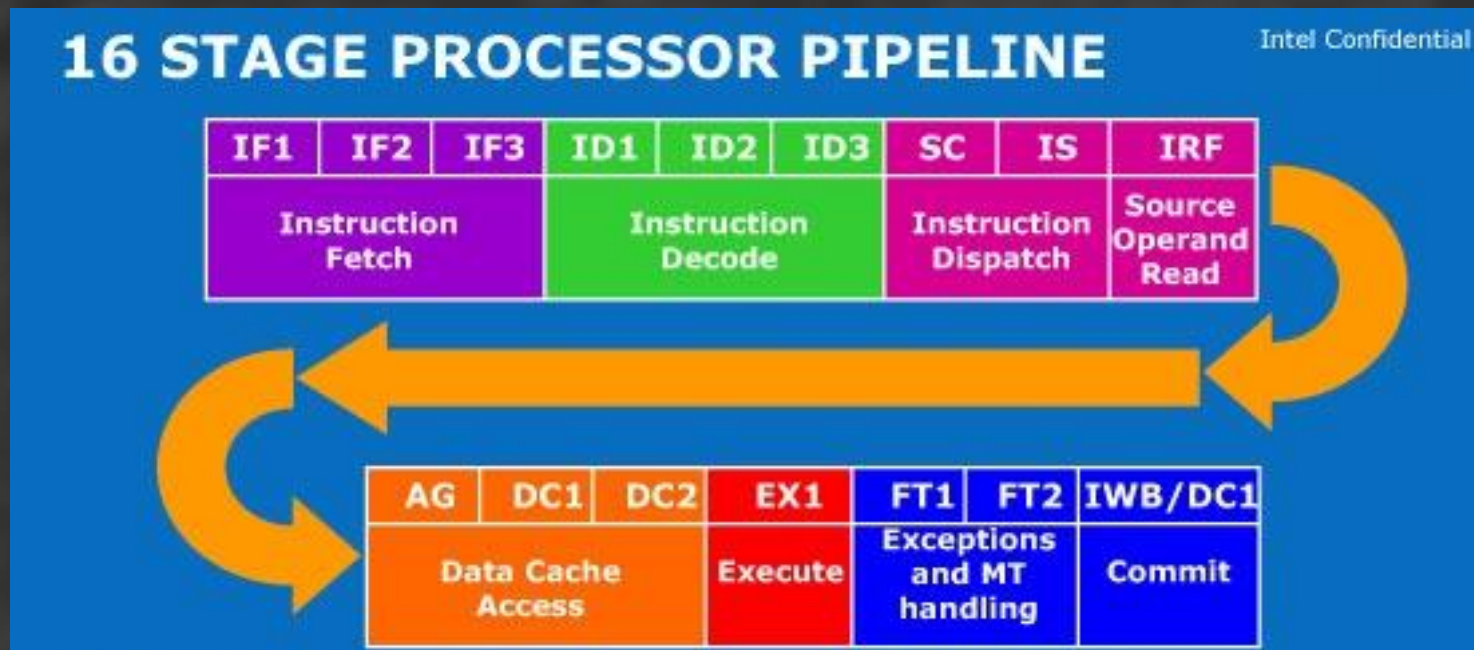 16 STAGE PROCESSOR PIPELINE
Intel Confidential
IF1 IF2 IF3 ID1 ID2 ID3 SC IS IRF
Instruction
Fetch
Instruction
Decode
Instruction
Dispatch
Source
Operand
Read
AG DC1 DC2 EX1 FT1 FT2 IWB/DC1
Data Cache
Access
Execute
Exceptions
and MT
handling
Commit